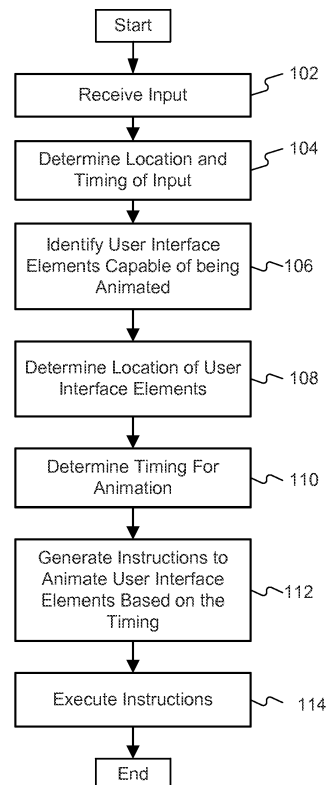 Start
Receive Input
102
Determine Location and
Timing of Input
104
Identify User Interface
Elements Capable of being
Animated
106
Determine Location of User
Interface Elements
108
Determine Timing For
Animation
110
Generate Instructions to
Animate User Interface
Elements Based on the
Timing
112
Execute Instructions
114
End